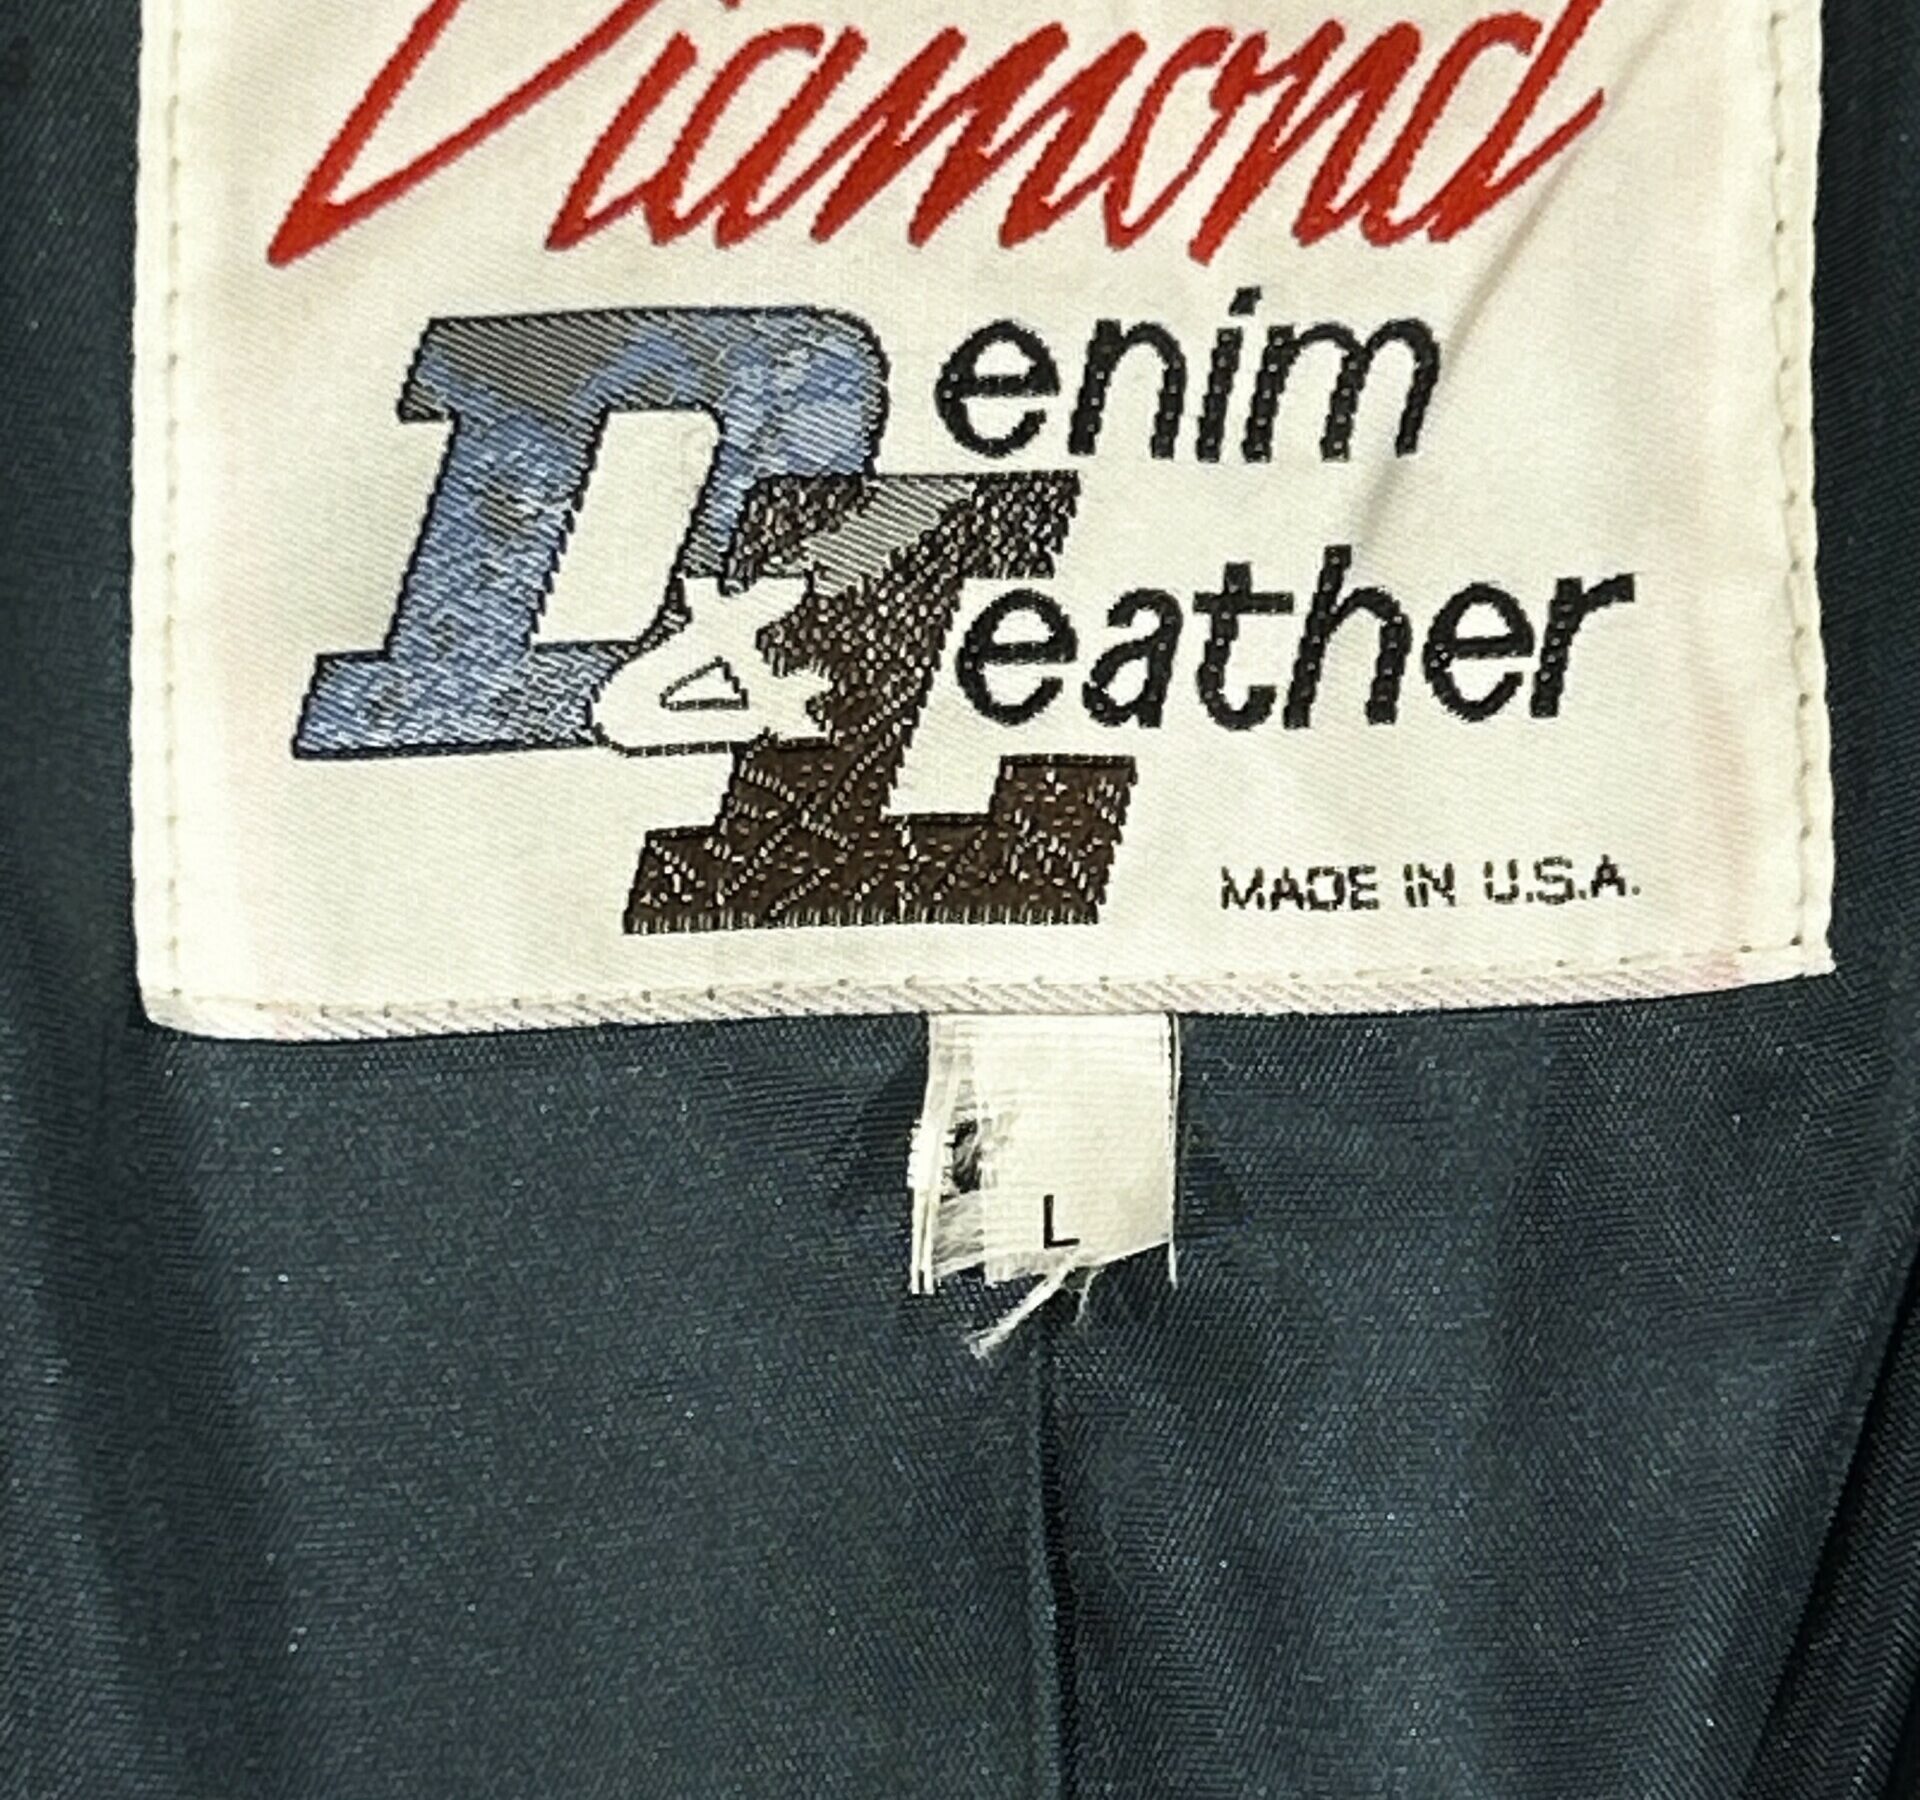 Diamond
Denim
& Leather
MADE IN U.S.A.
L